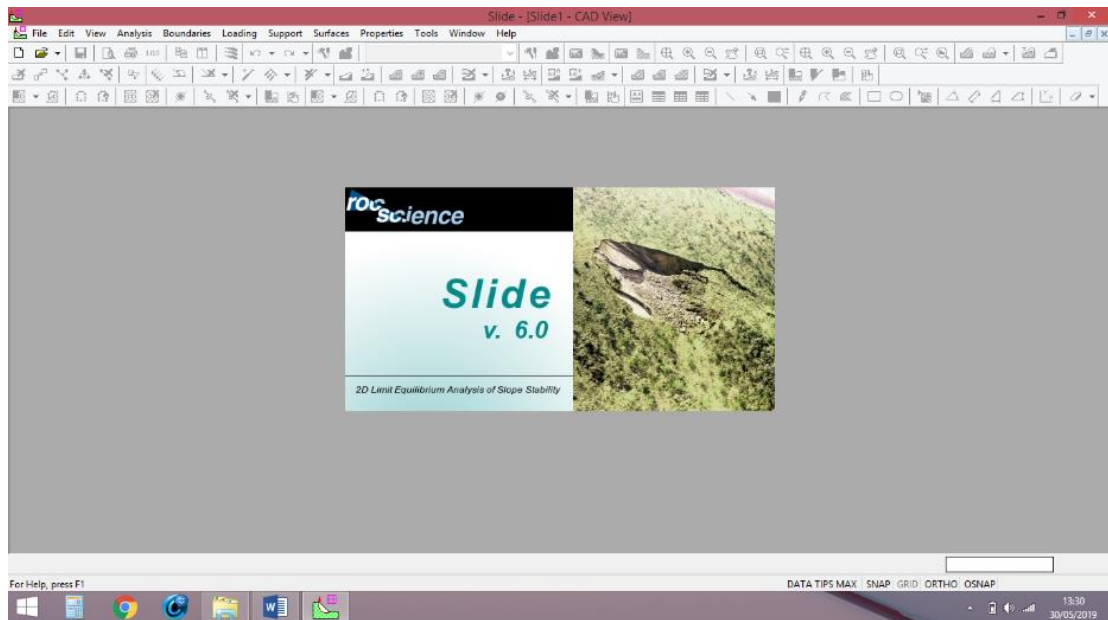 Slide - [Slide1 - CAD View]
File Edit View Analysis Boundaries Loading Support Surfaces Properties Tools Window Help
rocscience
Slide
v. 6.0
2D Limit Equilibrium Analysis of Slope Stability
For Help, press F1
DATA TIPS MAX SNAP GRID ORTHO OSNAP
13:30
30/05/2019